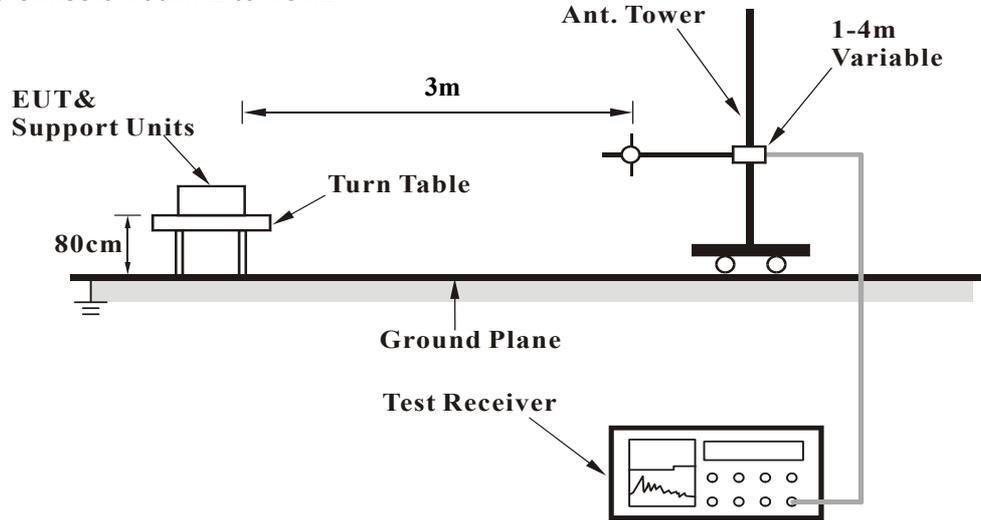 Ant. Tower
1-4m
Variable
3m
EUT&
Support Units
Turn Table
80cm
Ground Plane
Test Receiver